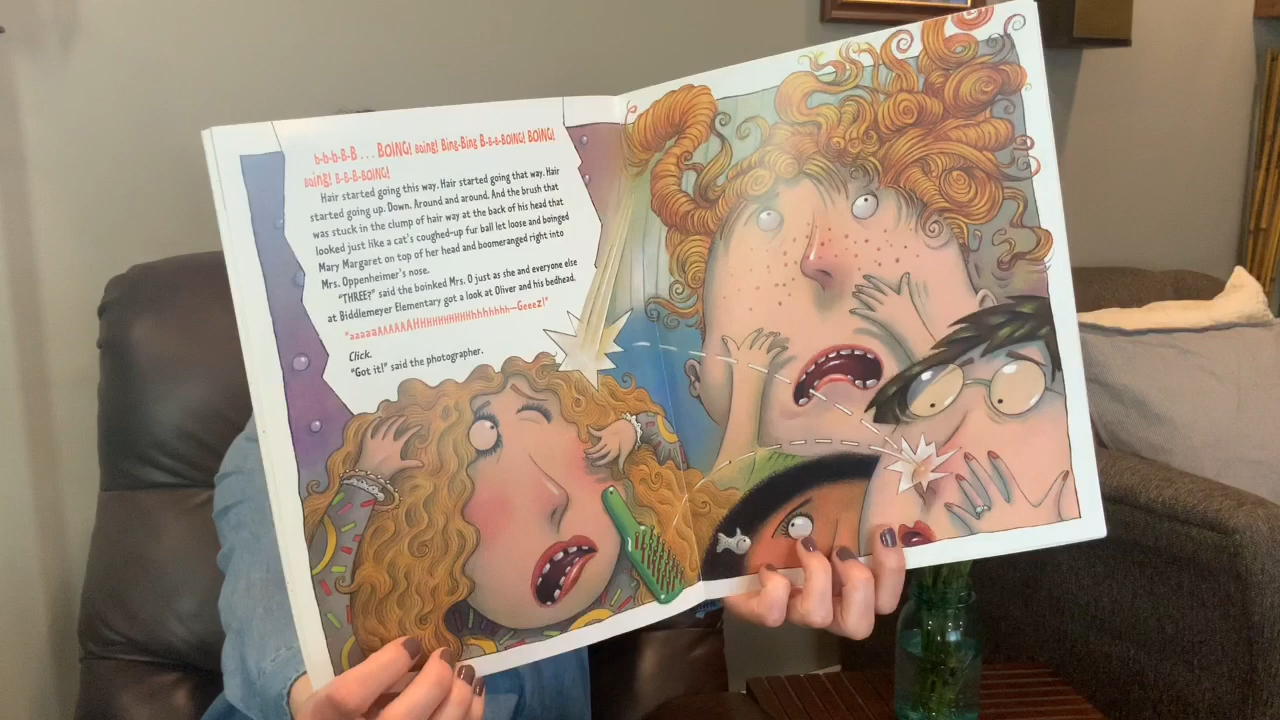 b-b-b-B-B . . . BOING! Boing! Bing-Bing B-B-B-BOING! BOING!
Boing! B-B-B-BOING!
Hair started going this way. Hair started going that way. Hair
started going up. Down. Around and around. And the brush that
was stuck in the clump of hair way at the back of his head that
looked just like a cat's coughed-up fur ball let loose and boinged
Mary Margaret on top of her head and boomeranged right into
Mrs. Oppenheimer's nose.
"THREE?" said the boinked Mrs. O just as she and everyone else
at Biddlemeyer Elementary got a look at Oliver and his bedhead.
"aaaaaAAAAAAHHHHHHHHHHhhhhhhh—Geeez!"
Click.
"Got it!" said the photographer.